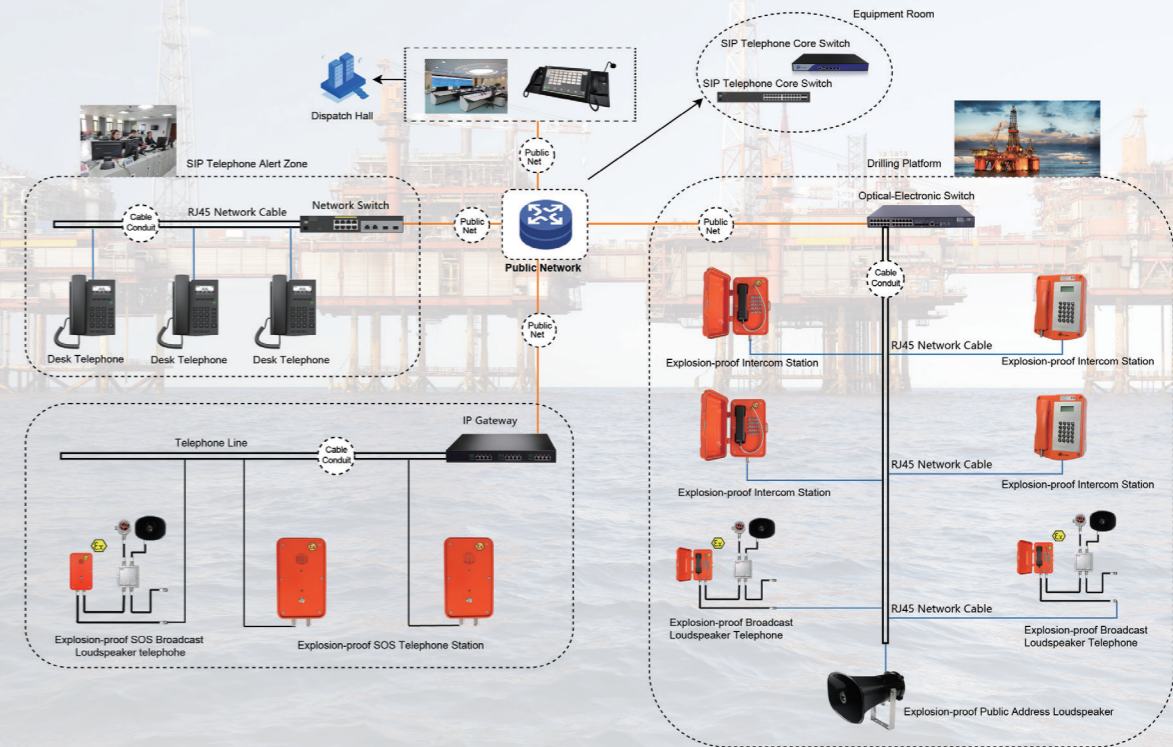 Equipment Room
SIP Telephone Core Switch
SIP Telephone Core Switch
Dispatch Hall
Public
Net
SIP Telephone Alert Zone
Drilling Platform
RJ45 Network Cable
Network Switch
Cable
Conduit
Public
Net
Public Network
Public
Net
Optical-Electronic Switch
Cable
Conduit
Desk Telephone
Desk Telephone
Desk Telephone
Public
Net
RJ45 Network Cable
Explosion-proof Intercom Station
Explosion-proof Intercom Station
IP Gateway
Telephone Line
Cable
Conduit
RJ45 Network Cable
Explosion-proof Intercom Station
Explosion-proof Intercom Station
Explosion-proof SOS Broadcast
Loudspeaker telephohe
Explosion-proof SOS Telephone Station
RJ45 Network Cable
Explosion-proof Broadcast
Loudspeaker Telephone
Explosion-proof Broadcast
Loudspeaker Telephone
Explosion-proof Public Address Loudspeaker